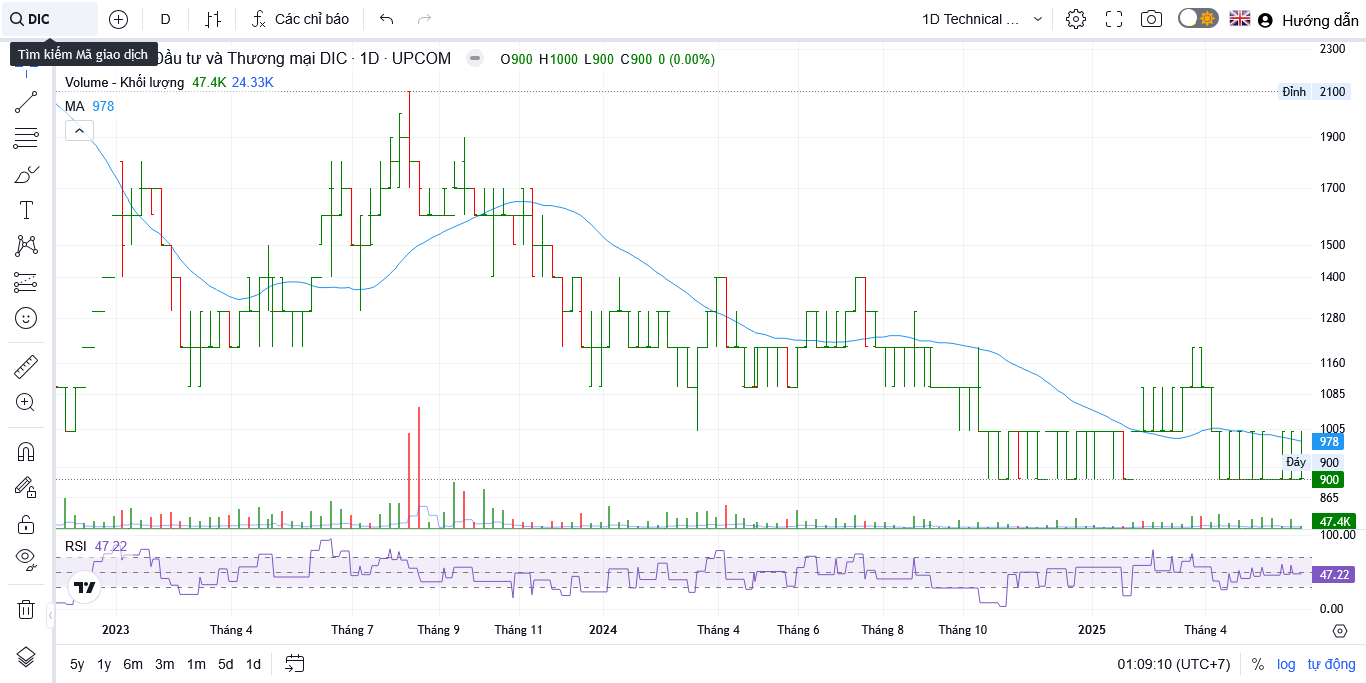 DIC
D
Các chỉ báo
1D Technical ...
Hướng dẫn
Tìm kiếm Mã giao dịch
Đầu tư và Thương mại DIC · 1D · UPCOM
O900 H1000 L900 C900 0 (0.00%)
Volume - Khối lượng 47.4K 24.33K
MA 978
2300
Đỉnh 2100
1900
1700
1500
1400
1280
1160
1085
1005
978
Đáy 900
900
865
47.4K
RSI 47.22
100.00
47.22
0.00
2023 Tháng 4 Tháng 7 Tháng 9 Tháng 11 2024 Tháng 4 Tháng 6 Tháng 8 Tháng 10 2025 Tháng 4
5y 1y 6m 3m 1m 5d 1d
01:09:10 (UTC+7) % log tự động